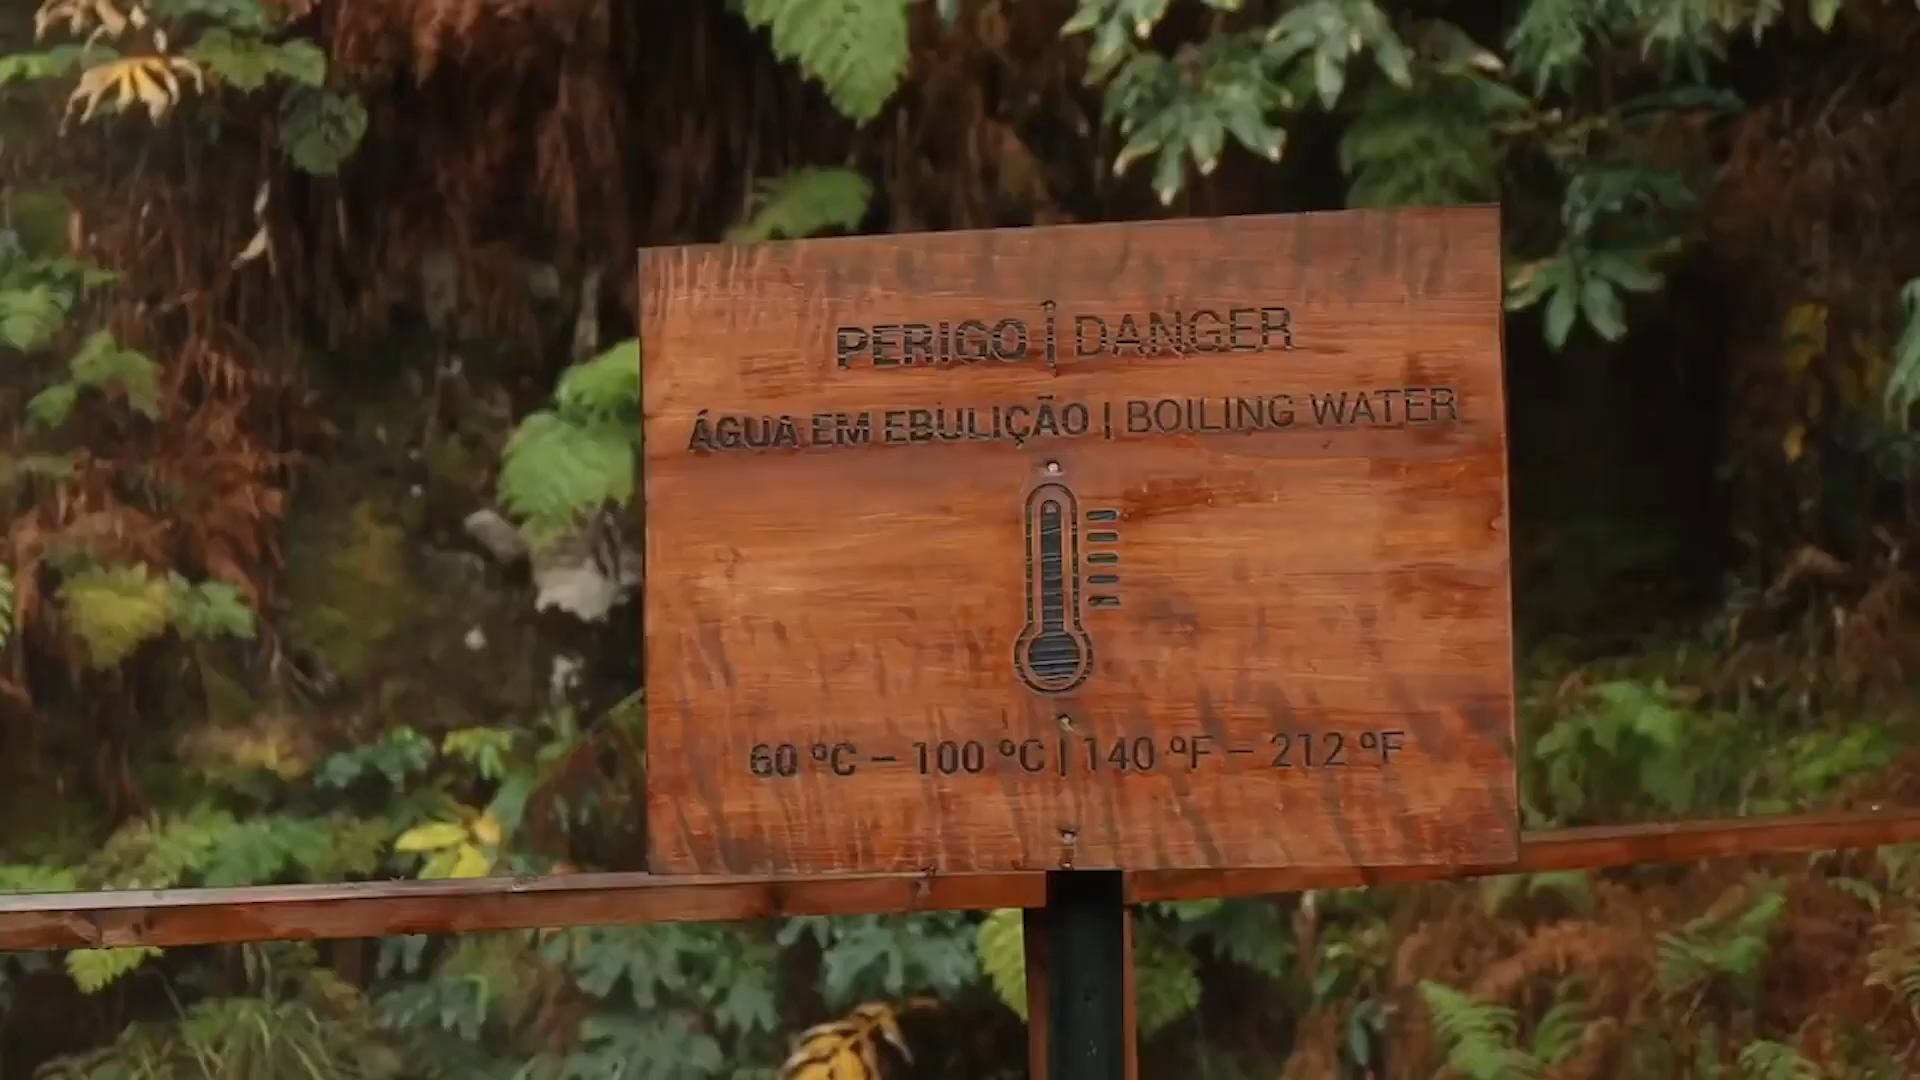 PERIGO | DANGER
ÁGUA EM EBULIÇÃO | BOILING WATER
60 ºC – 100 ºC | 140 ºF – 212 ºF